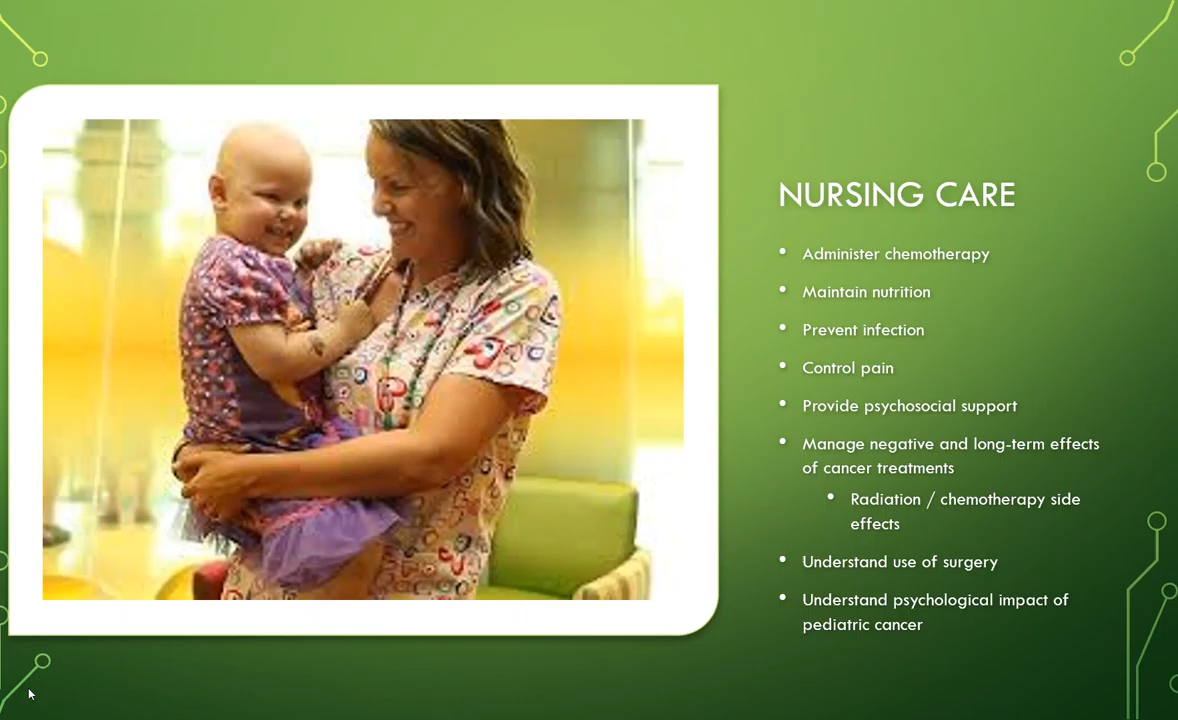 NURSING CARE
• Administer chemotherapy
• Maintain nutrition
• Prevent infection
• Control pain
• Provide psychosocial support
• Manage negative and long-term effects
of cancer treatments
• Radiation / chemotherapy side
effects
• Understand use of surgery
• Understand psychological impact of
pediatric cancer